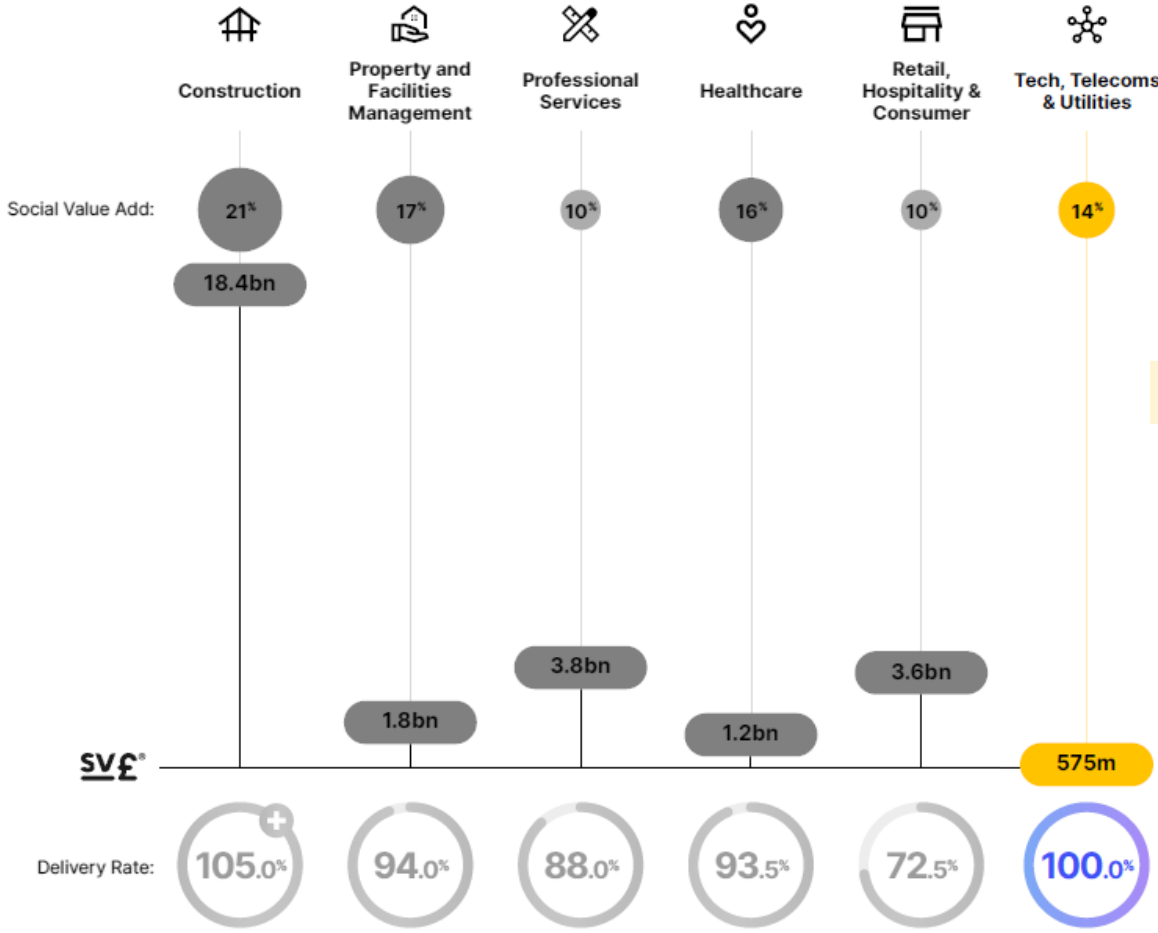 Construction
Property and
Facilities
Management
Professional
Services
Healthcare
Retail,
Hospitality &
Consumer
Tech, Telecoms
& Utilities
Social Value Add:
21%
17%
10%
16%
10%
14%
18.4bn
3.8bn
3.6bn
1.8bn
1.2bn
575m
SV£®
Delivery Rate:
105.0%
94.0%
88.0%
93.5%
72.5%
100.0%